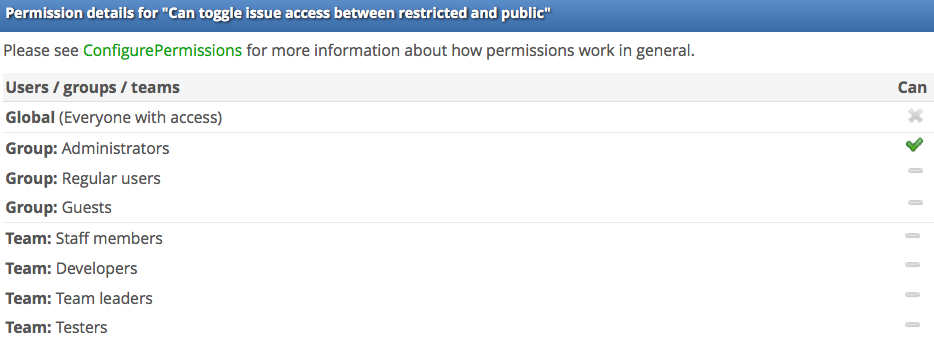 Permission details for "Can toggle issue access between restricted and public"
Please see ConfigurePermissions for more information about how permissions work in general.
Users / groups / teams Can
Global (Everyone with access)
Group: Administrators
Group: Regular users
Group: Guests
Team: Staff members
Team: Developers
Team: Team leaders
Team: Testers